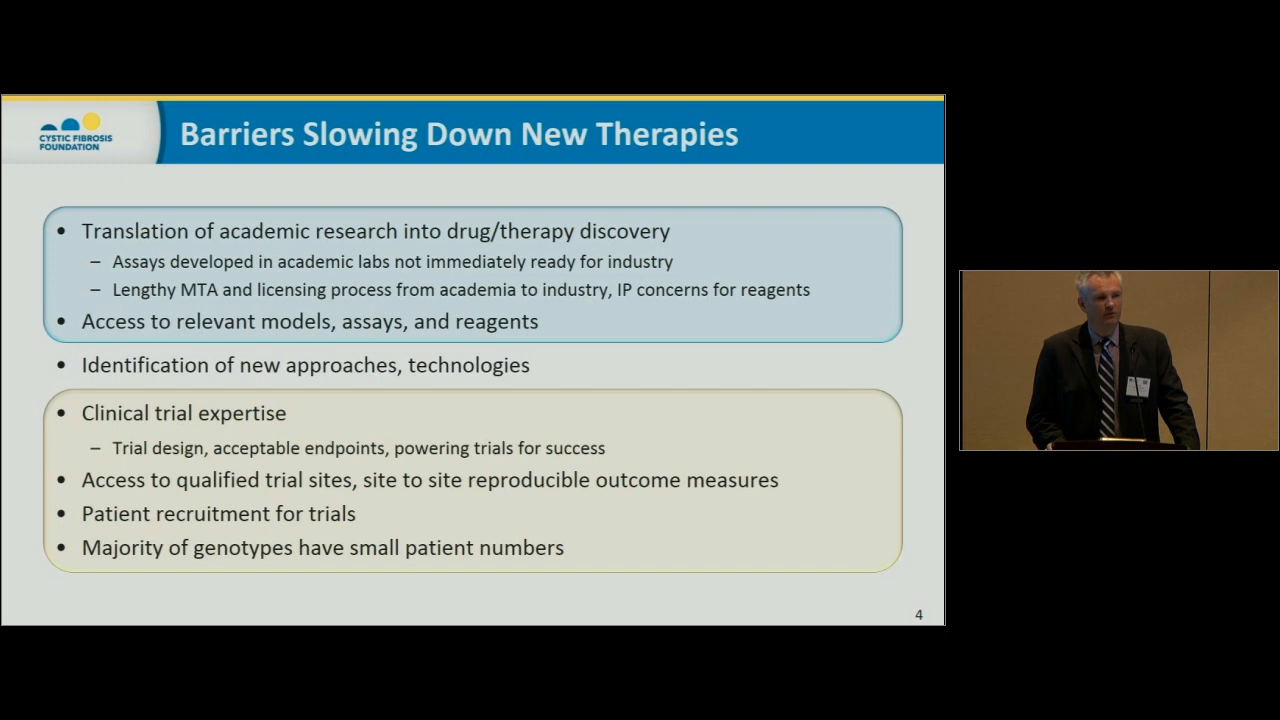 CYSTIC FIBROSIS
FOUNDATION
Barriers Slowing Down New Therapies
• Translation of academic research into drug/therapy discovery
– Assays developed in academic labs not immediately ready for industry
– Lengthy MTA and licensing process from academia to industry, IP concerns for reagents
• Access to relevant models, assays, and reagents
• Identification of new approaches, technologies
• Clinical trial expertise
– Trial design, acceptable endpoints, powering trials for success
• Access to qualified trial sites, site to site reproducible outcome measures
• Patient recruitment for trials
• Majority of genotypes have small patient numbers
4